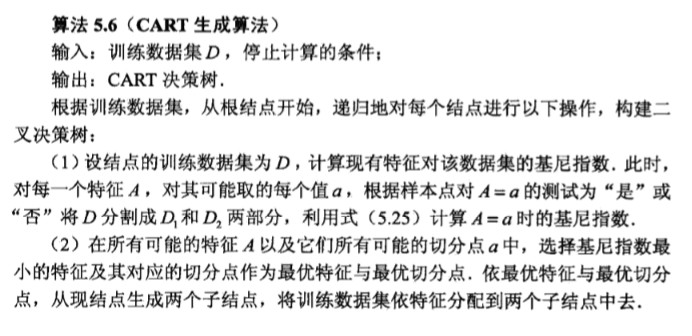 算法 5.6（CART 生成算法）
输入：训练数据集 D，停止计算的条件；
输出：CART 决策树．
根据训练数据集，从根结点开始，递归地对每个结点进行以下操作，构建二
叉决策树：
（1）设结点的训练数据集为 D，计算现有特征对该数据集的基尼指数．此时，
对每一个特征 A，对其可能取的每个值 a，根据样本点对 A = a 的测试为“是”或
“否”将 D 分割成 D₁ 和 D₂ 两部分，利用式（5.25）计算 A = a 时的基尼指数．
（2）在所有可能的特征 A 以及它们所有可能的切分点 a 中，选择基尼指数最
小的特征及其对应的切分点作为最优特征与最优切分点．依最优特征与最优切分
点，从现结点生成两个子结点，将训练数据集依特征分配到两个子结点中去．